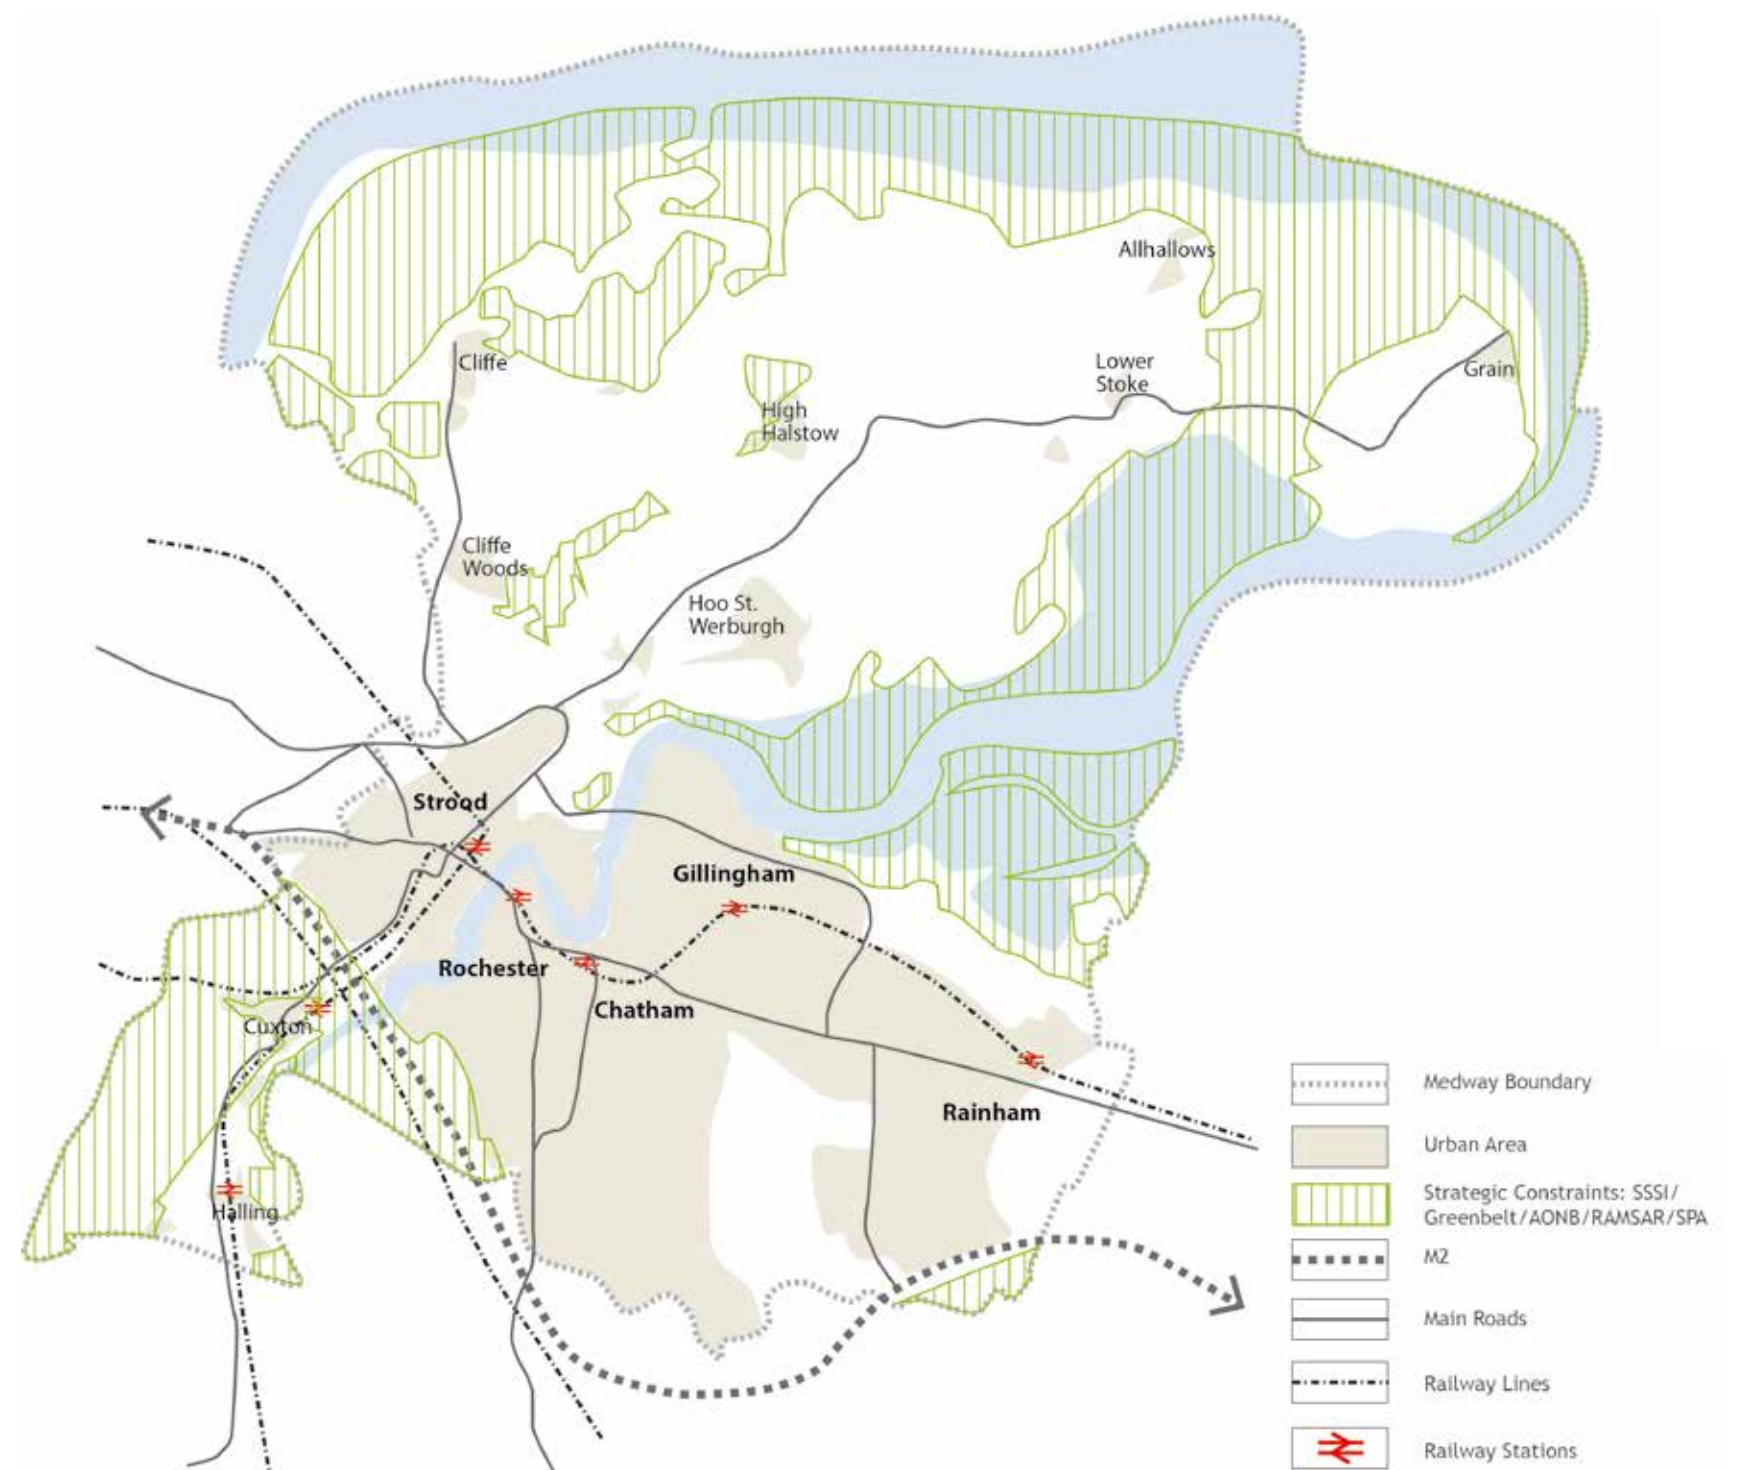 Allhallows
Cliffe
Lower
Stoke
Grain
High
Halstow
Cliffe
Woods
Hoo St.
Werburgh
Strood
Gillingham
Rochester
Chatham
Cuxton
Rainham
Halling
Medway Boundary
Urban Area
Strategic Constraints: SSSI/
Greenbelt/AONB/RAMSAR/SPA
M2
Main Roads
Railway Lines
Railway Stations